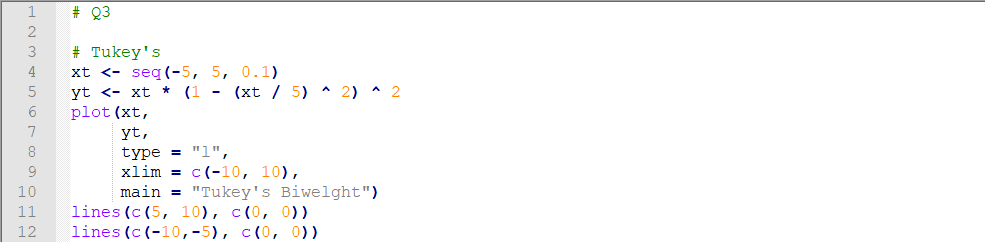 1 # Q3
2
3 # Tukey's
4 xt <- seq(-5, 5, 0.1)
5 yt <- xt * (1 - (xt / 5) ^ 2) ^ 2
6 plot(xt,
7 yt,
8 type = "l",
9 xlim = c(-10, 10),
10 main = "Tukey's Biwelght")
11 lines(c(5, 10), c(0, 0))
12 lines(c(-10,-5), c(0, 0))